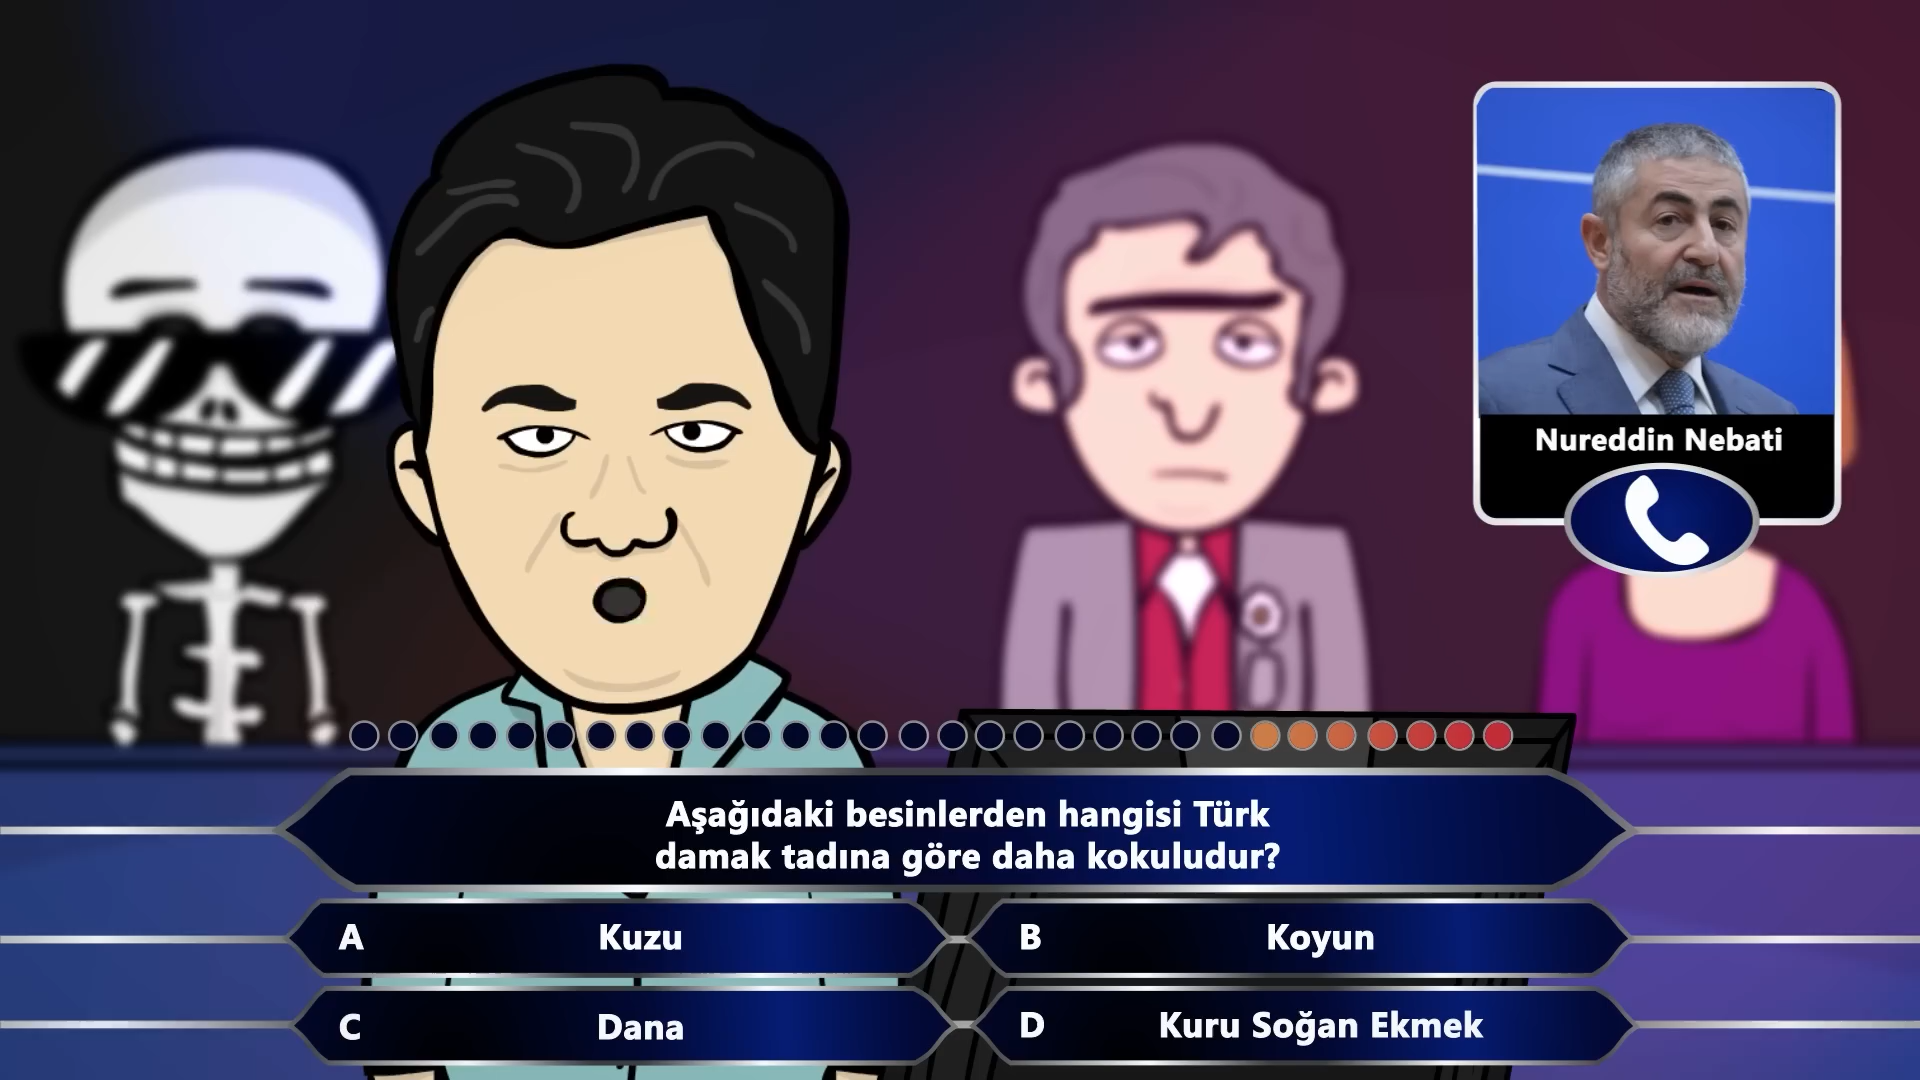 Nureddin Nebati
Aşağıdaki besinlerden hangisi Türk
damak tadına göre daha kokuludur?
A Kuzu
B Koyun
C Dana
D Kuru Soğan Ekmek